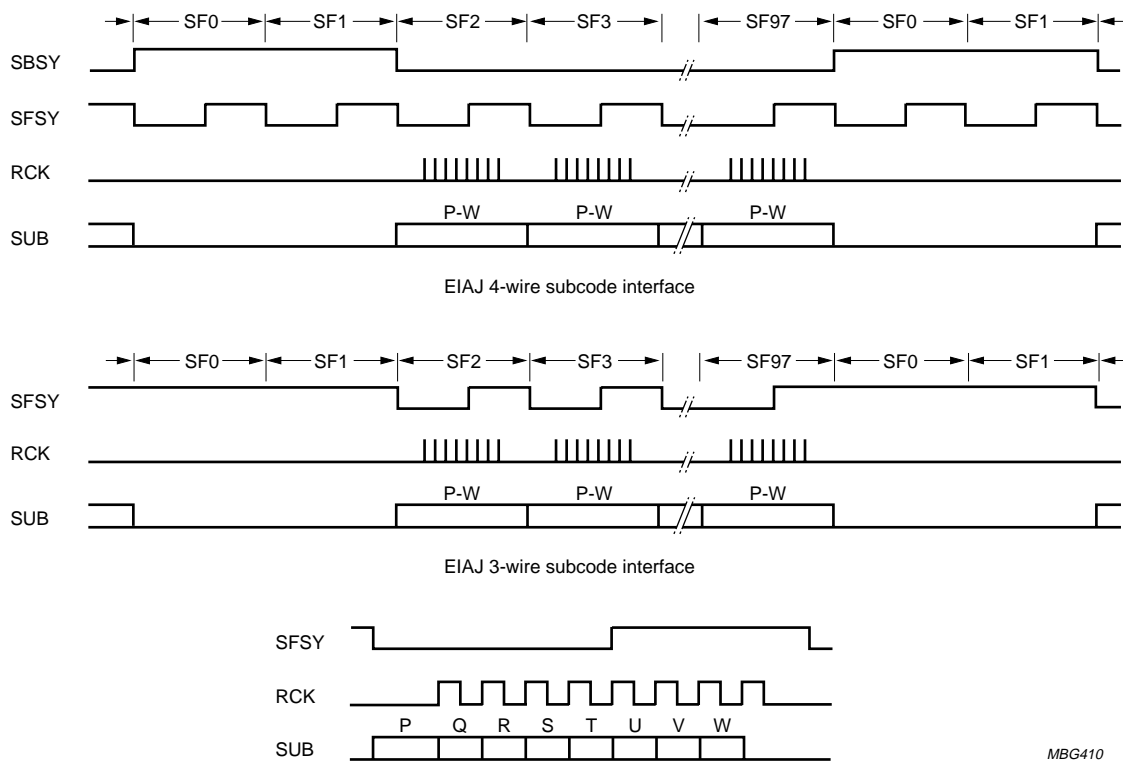 SF0 SF1 SF2 SF3 SF97 SF0 SF1
SBSY
SFSY
RCK
P-W P-W P-W
SUB
EIAJ 4-wire subcode interface
SF0 SF1 SF2 SF3 SF97 SF0 SF1
SFSY
RCK
P-W P-W P-W
SUB
EIAJ 3-wire subcode interface
SFSY
RCK
P Q R S T U V W
SUB
MBG410